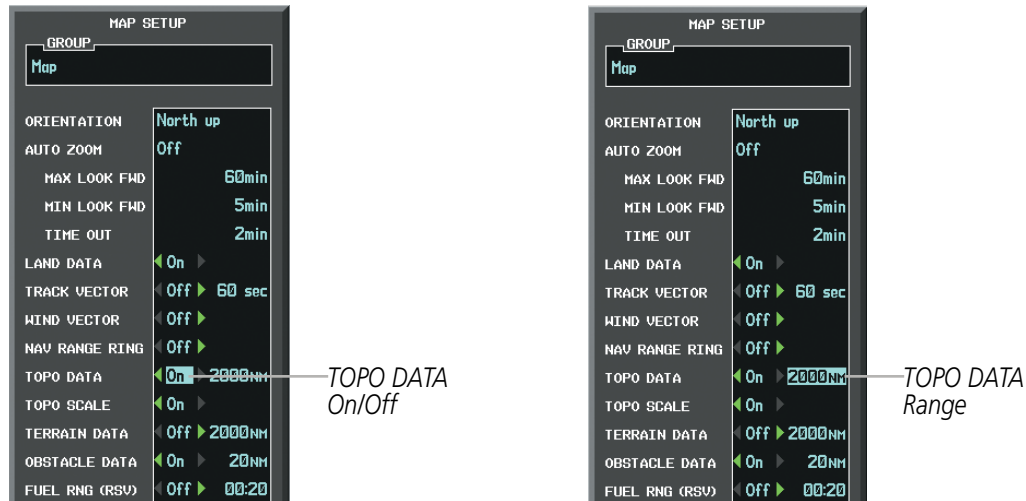 MAP SETUP
GROUP
Map
ORIENTATION North up
AUTO ZOOM Off
MAX LOOK FWD 60min
MIN LOOK FWD 5min
TIME OUT 2min
LAND DATA On
TRACK VECTOR Off 60 sec
WIND VECTOR Off
NAV RANGE RING Off
TOPO DATA On 2000NM
TOPO SCALE On
TERRAIN DATA Off 2000NM
OBSTACLE DATA On 20NM
FUEL RNG (RSV) Off 00:20
TOPO DATA
On/Off
MAP SETUP
GROUP
Map
ORIENTATION North up
AUTO ZOOM Off
MAX LOOK FWD 60min
MIN LOOK FWD 5min
TIME OUT 2min
LAND DATA On
TRACK VECTOR Off 60 sec
WIND VECTOR Off
NAV RANGE RING Off
TOPO DATA On 2000NM
TOPO SCALE On
TERRAIN DATA Off 2000NM
OBSTACLE DATA On 20NM
FUEL RNG (RSV) Off 00:20
TOPO DATA
Range